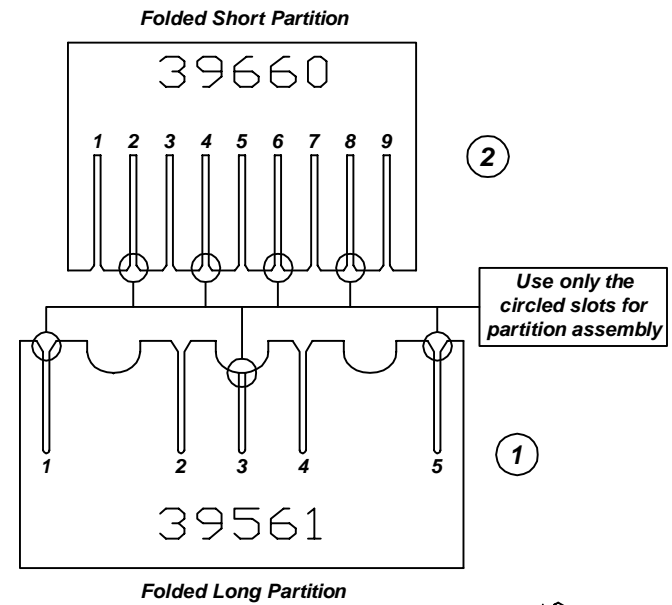 Folded Short Partition
39660
1 2 3 4 5 6 7 8 9
2
Use only the
circled slots for
partition assembly
1 2 3 4 5
1
39561
Folded Long Partition